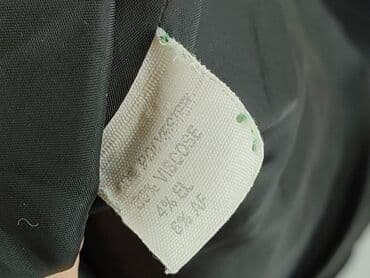 POLYESTER
30% VISCOSE
4% EL
6% AF